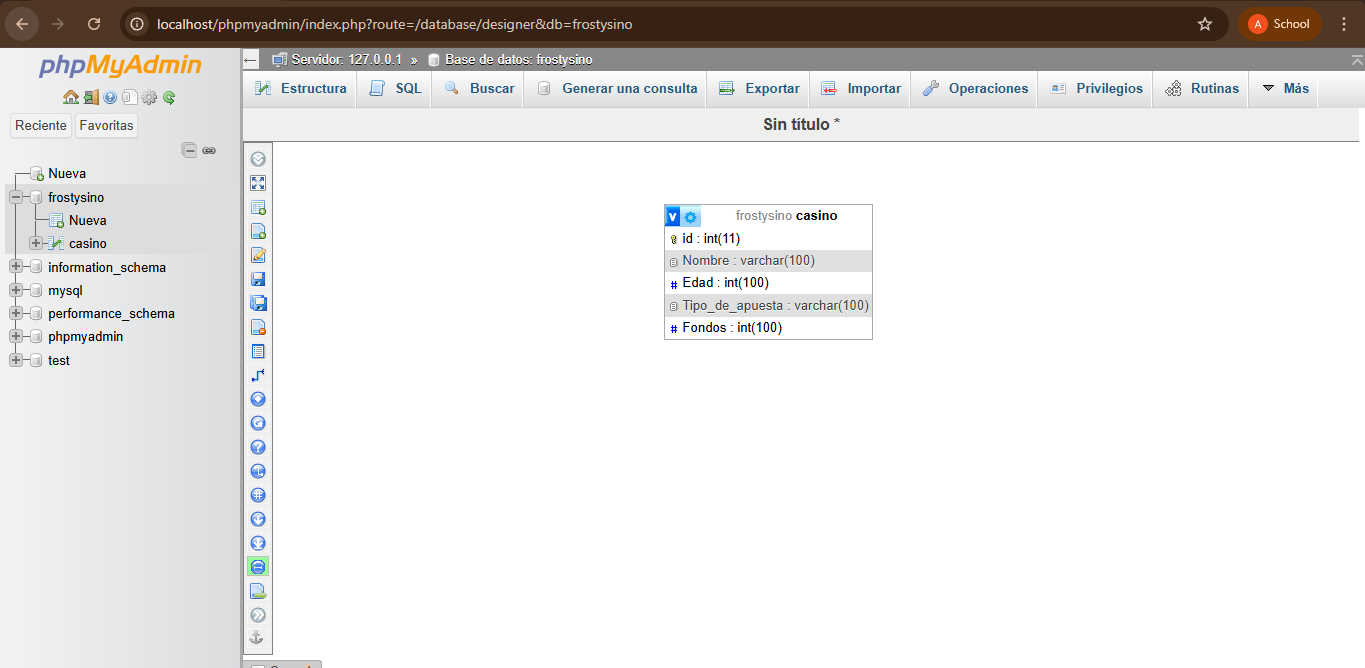 localhost/phpmyadmin/index.php?route=/database/designer&db=frostysino
A School
phpMyAdmin
Reciente Favoritas
Nueva
frostysino
Nueva
casino
information_schema
mysql
performance_schema
phpmyadmin
test
Servidor: 127.0.0.1 » Base de datos: frostysino
Estructura SQL Buscar Generar una consulta Exportar Importar Operaciones Privilegios Rutinas Más
Sin título *
v frostysino casino
id : int(11)
Nombre : varchar(100)
# Edad : int(100)
Tipo_de_apuesta : varchar(100)
# Fondos : int(100)